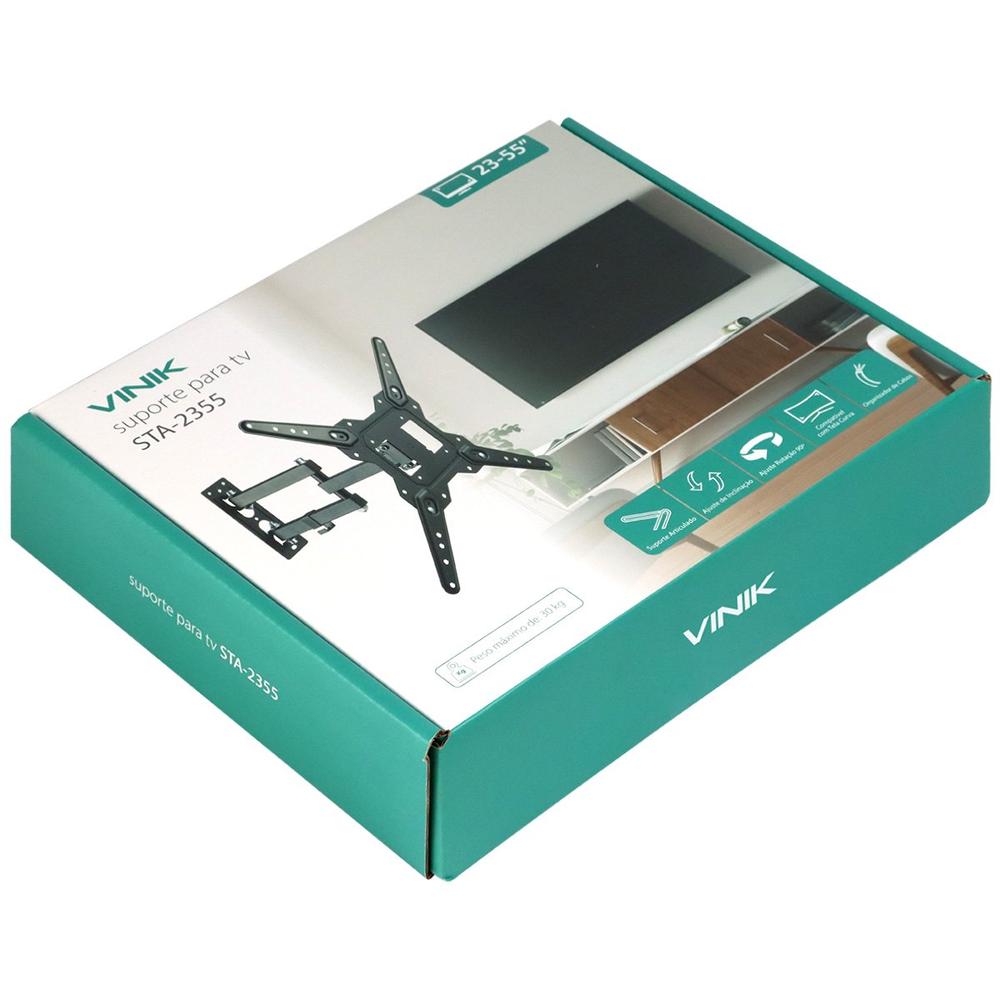 23-55"
VINIK
suporte para tv
STA-2355
Suporte Articulado
Ajuste de Inclinação
Ajuste Rotação 90º
Compatível
com Tela Curva
Organizador de Cabos
Kg
Peso máximo de: 30 kg
suporte para tv STA-2355
VINIK